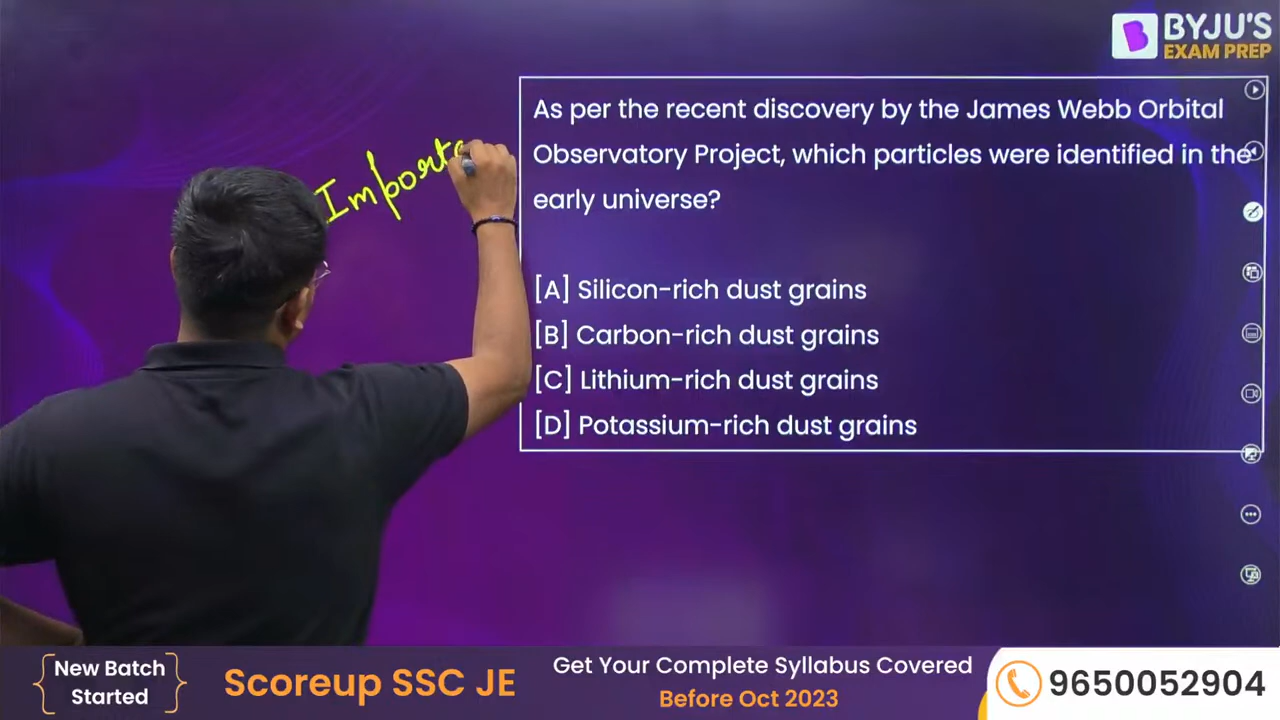 BYJU'S
EXAM PREP
As per the recent discovery by the James Webb Orbital
Observatory Project, which particles were identified in the
early universe?
[A] Silicon-rich dust grains
[B] Carbon-rich dust grains
[C] Lithium-rich dust grains
[D] Potassium-rich dust grains
Importa
New Batch
Started
Scoreup SSC JE
Get Your Complete Syllabus Covered
Before Oct 2023
9650052904